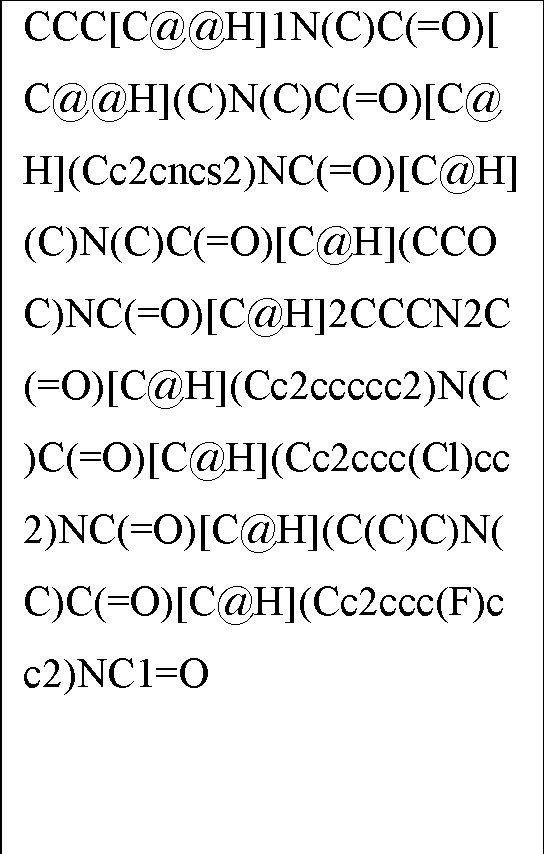 CCC[C@@H]1N(C)C(=O)[
C@@H](C)N(C)C(=O)[C@
H](Cc2cncs2)NC(=O)[C@H]
(C)N(C)C(=O)[C@H](CCO
C)NC(=O)[C@H]2CCCN2C
(=O)[C@H](Cc2ccccc2)N(C
)C(=O)[C@H](Cc2ccc(Cl)cc
2)NC(=O)[C@H](C(C)C)N(
C)C(=O)[C@H](Cc2ccc(F)c
c2)NC1=O